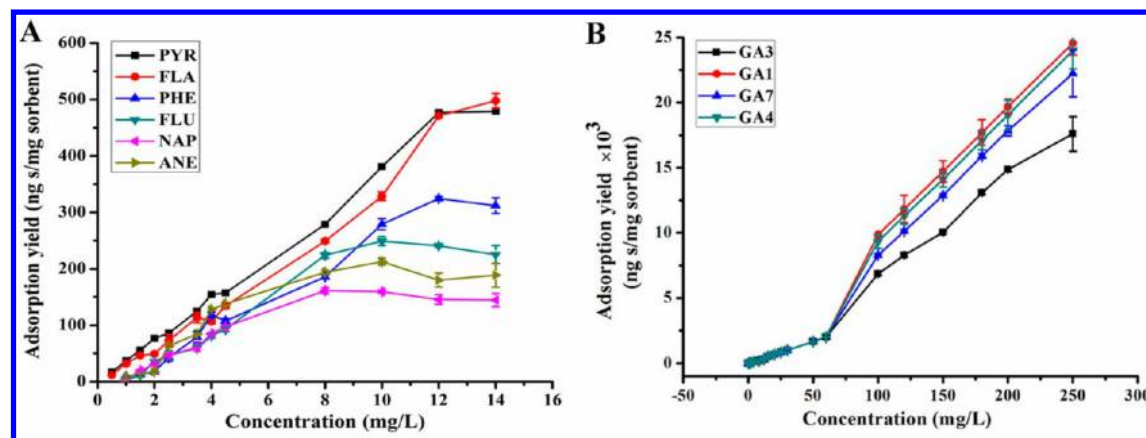 A
Adsorption yield (ng s/mg sorbent)
600
500
400
300
200
100
0
PYR
FLA
PHE
FLU
NAP
ANE
0 2 4 6 8 10 12 14 16
Concentration (mg/L)
B
Adsorption yield ×10³
(ng s/mg sorbent)
25
20
15
10
5
0
GA3
GA1
GA7
GA4
-50 0 50 100 150 200 250 300
Concentration (mg/L)